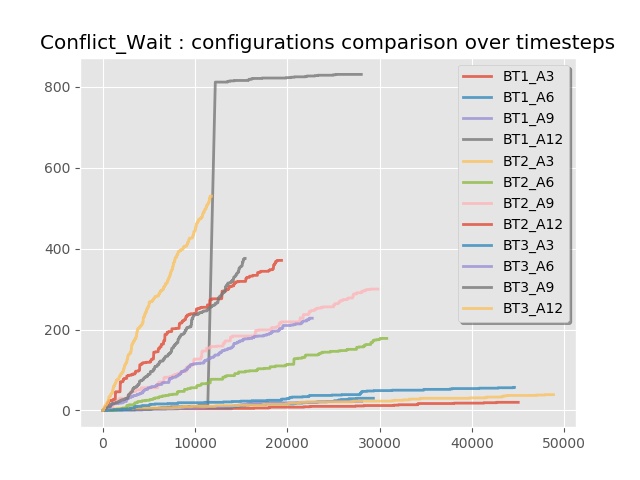 Conflict_Wait : configurations comparison over timesteps
800
600
400
200
0
0 10000 20000 30000 40000 50000
BT1_A3
BT1_A6
BT1_A9
BT1_A12
BT2_A3
BT2_A6
BT2_A9
BT2_A12
BT3_A3
BT3_A6
BT3_A9
BT3_A12